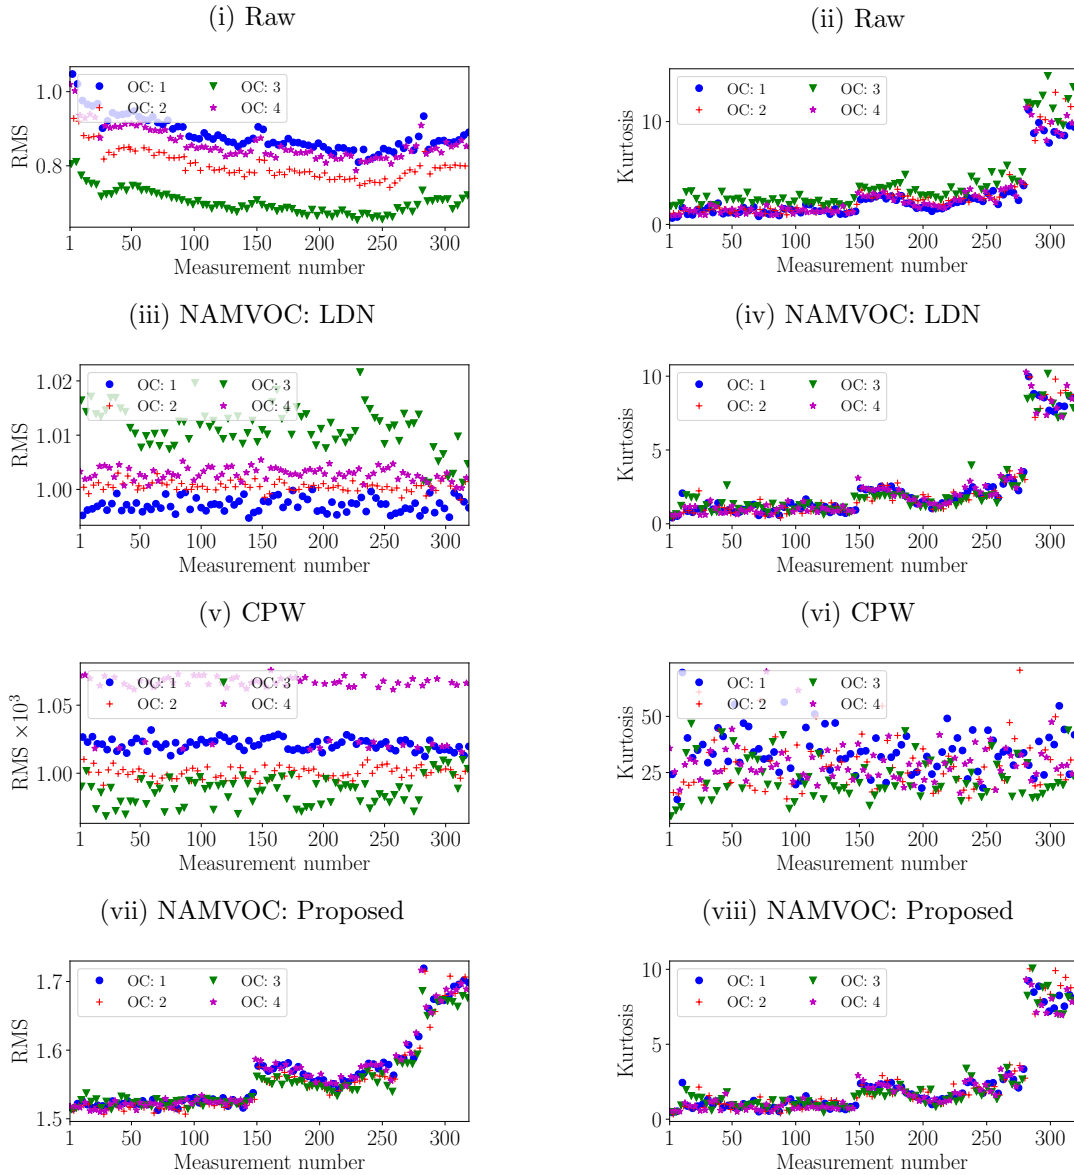 (i) Raw
1.0
0.8
RMS
OC: 1
OC: 2
OC: 3
OC: 4
1 50 100 150 200 250 300
Measurement number
(ii) Raw
10
5
0
Kurtosis
OC: 1
OC: 2
OC: 3
OC: 4
1 50 100 150 200 250 300
Measurement number
(iii) NAMVOC: LDN
1.02
1.01
1.00
RMS
OC: 1
OC: 2
OC: 3
OC: 4
1 50 100 150 200 250 300
Measurement number
(iv) NAMVOC: LDN
10
5
0
Kurtosis
OC: 1
OC: 2
OC: 3
OC: 4
1 50 100 150 200 250 300
Measurement number
(v) CPW
1.05
1.00
RMS ×10³
OC: 1
OC: 2
OC: 3
OC: 4
1 50 100 150 200 250 300
Measurement number
(vi) CPW
50
25
Kurtosis
OC: 1
OC: 2
OC: 3
OC: 4
1 50 100 150 200 250 300
Measurement number
(vii) NAMVOC: Proposed
1.7
1.6
1.5
RMS
OC: 1
OC: 2
OC: 3
OC: 4
1 50 100 150 200 250 300
Measurement number
(viii) NAMVOC: Proposed
10
5
0
Kurtosis
OC: 1
OC: 2
OC: 3
OC: 4
1 50 100 150 200 250 300
Measurement number